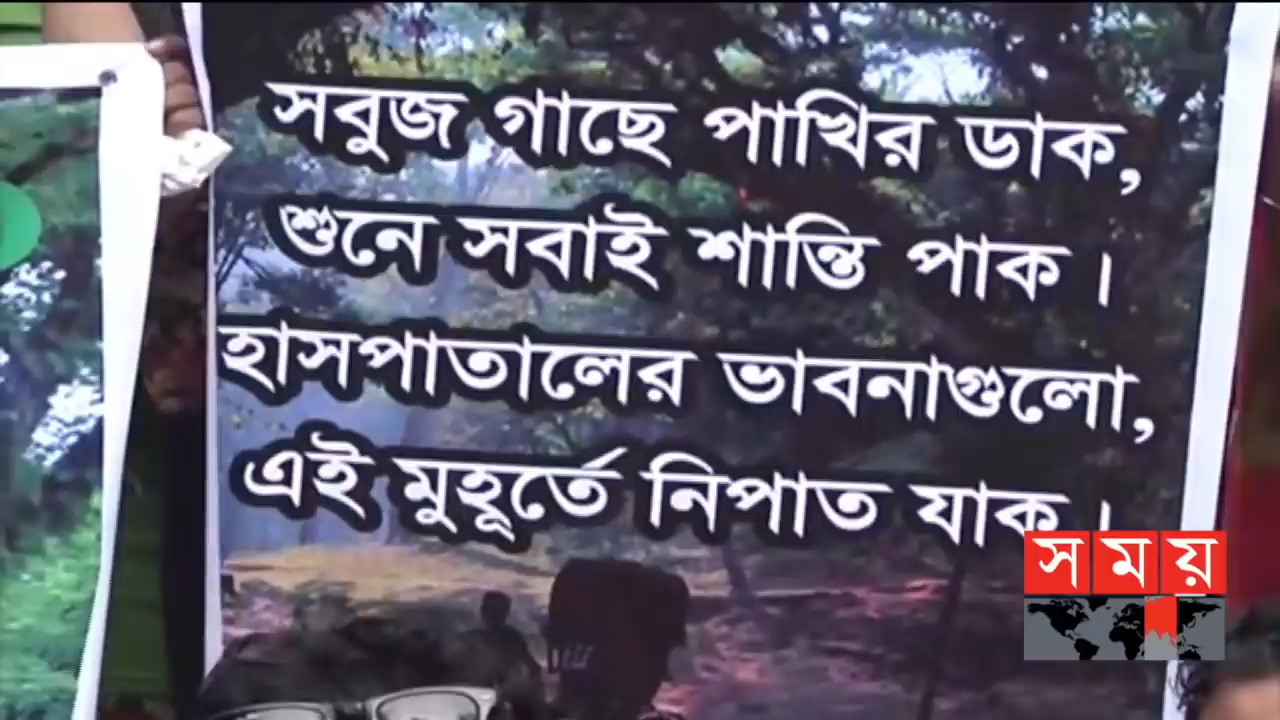 সবুজ গাছে পাখির ডাক,
শুনে সবাই শান্তি পাক।
হাসপাতালের ভাবনাগুলো,
এই মুহূর্তে নিপাত যাক।
সময়